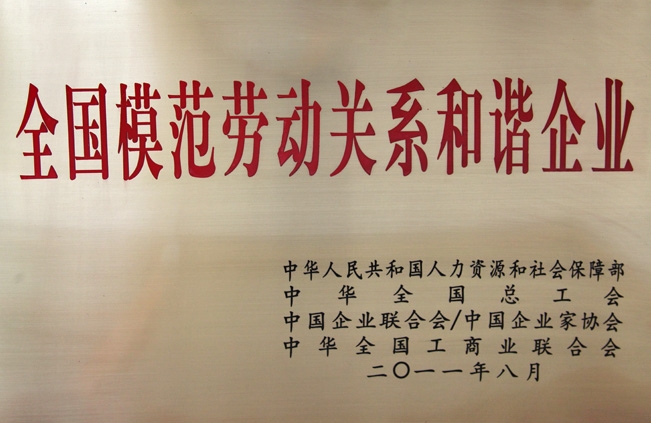 全国模范劳动关系和谐企业
中华人民共和国人力资源和社会保障部
中华全国总工会
中国企业联合会/中国企业家协会
中华全国工商业联合会
二〇一一年八月